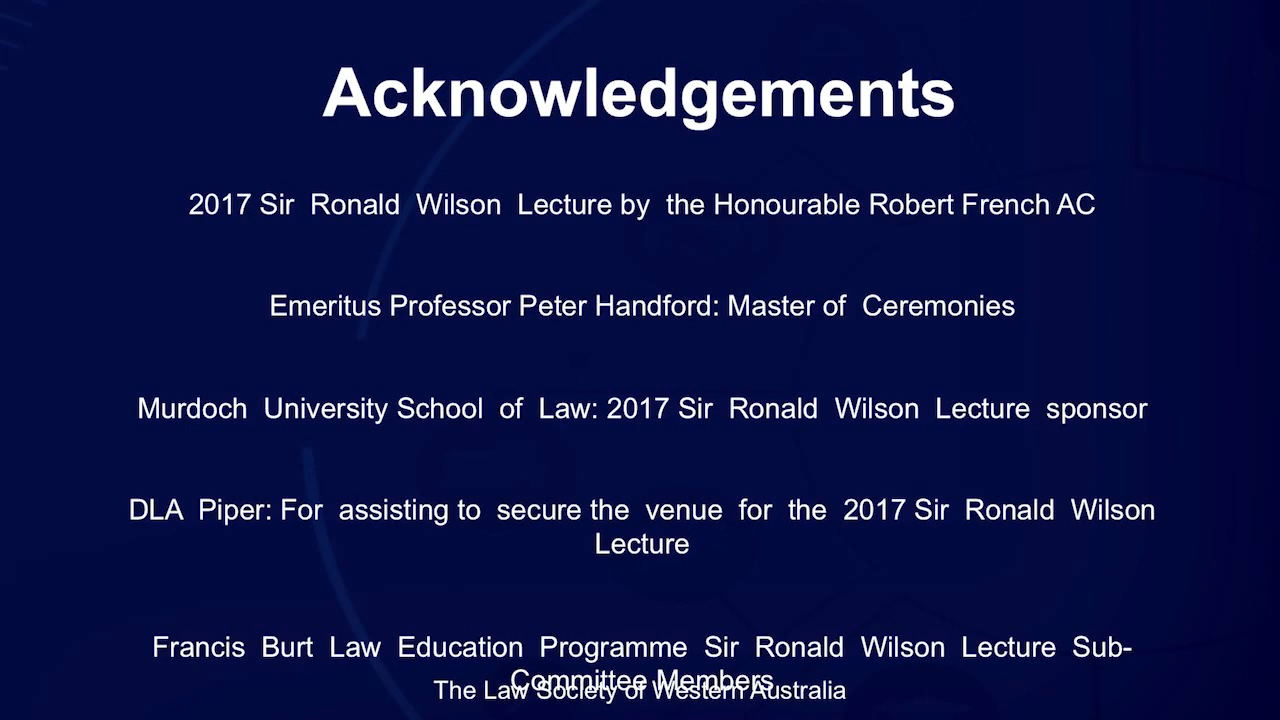 Acknowledgements
2017 Sir Ronald Wilson Lecture by the Honourable Robert French AC
Emeritus Professor Peter Handford: Master of Ceremonies
Murdoch University School of Law: 2017 Sir Ronald Wilson Lecture sponsor
DLA Piper: For assisting to secure the venue for the 2017 Sir Ronald Wilson
Lecture
Francis Burt Law Education Programme Sir Ronald Wilson Lecture Sub-
Committee Members
The Law Society of Western Australia